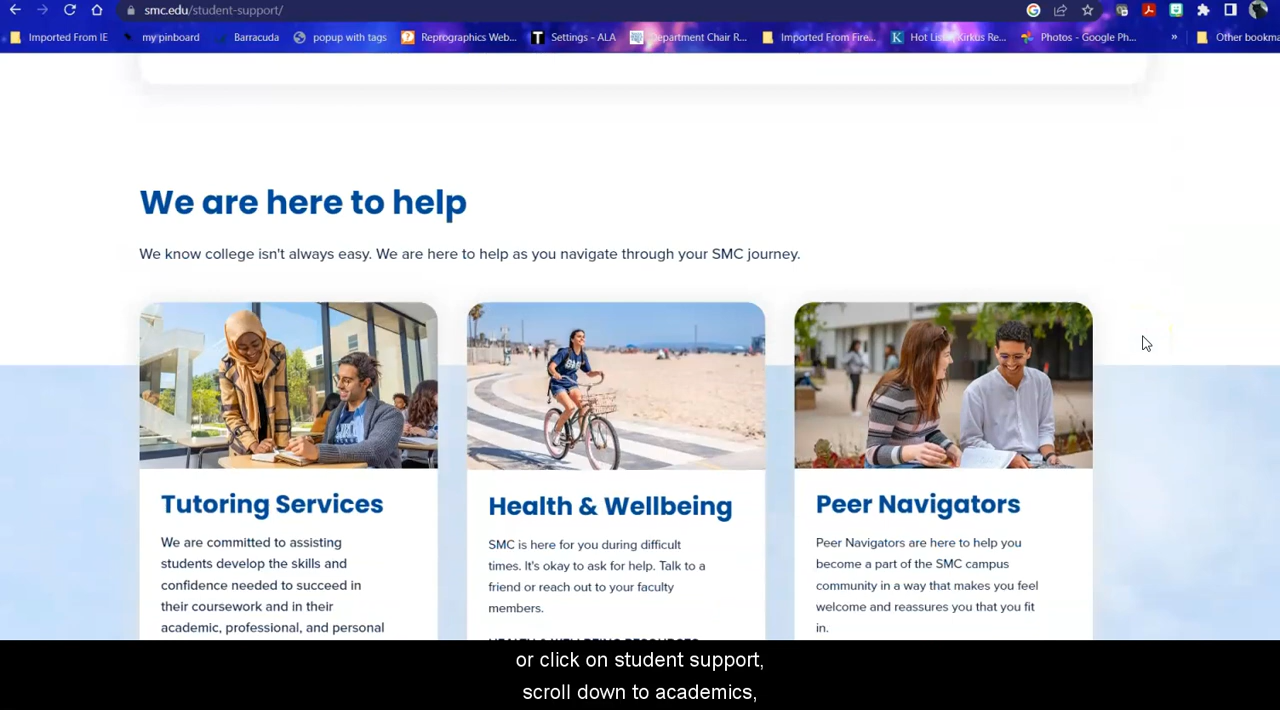 smc.edu/student-support/
Imported From IE
my pinboard
Barracuda
popup with tags
Reprographics Web...
Settings - ALA
Department Chair R...
Imported From Fire...
Kirkus Re...
Photos - Google Ph...
»
Other bookma
We are here to help
We know college isn't always easy. We are here to help as you navigate through your SMC journey.
Tutoring Services
We are committed to assisting
students develop the skills and
confidence needed to succeed in
their coursework and in their
academic, professional, and personal
Health & Wellbeing
SMC is here for you during difficult
times. It's okay to ask for help. Talk to a
friend or reach out to your faculty
members.
HEALTH & WELLBEING RESOURCES
Peer Navigators
Peer Navigators are here to help you
become a part of the SMC campus
community in a way that makes you feel
welcome and reassures you that you fit
in.
or click on student support,
scroll down to academics,